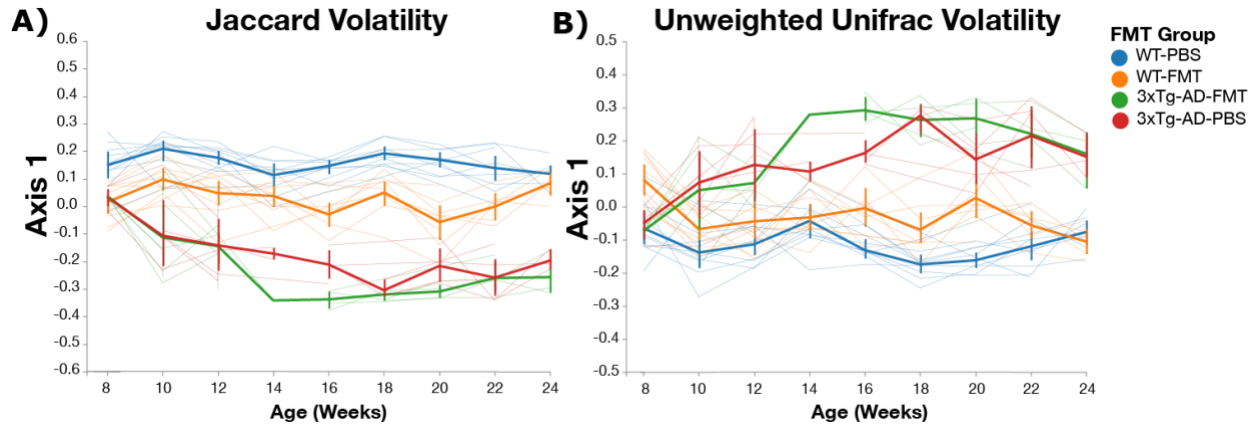 A)
Jaccard Volatility
0.6
0.5
0.4
0.3
0.2
0.1
0.0
-0.1
-0.2
-0.3
-0.4
-0.5
-0.6
Axis 1
8 10 12 14 16 18 20 22 24
Age (Weeks)
B)
Unweighted Unifrac Volatility
0.5
0.4
0.3
0.2
0.1
0.0
-0.1
-0.2
-0.3
-0.4
-0.5
Axis 1
8 10 12 14 16 18 20 22 24
Age (Weeks)
FMT Group
WT-PBS
WT-FMT
3xTg-AD-FMT
3xTg-AD-PBS